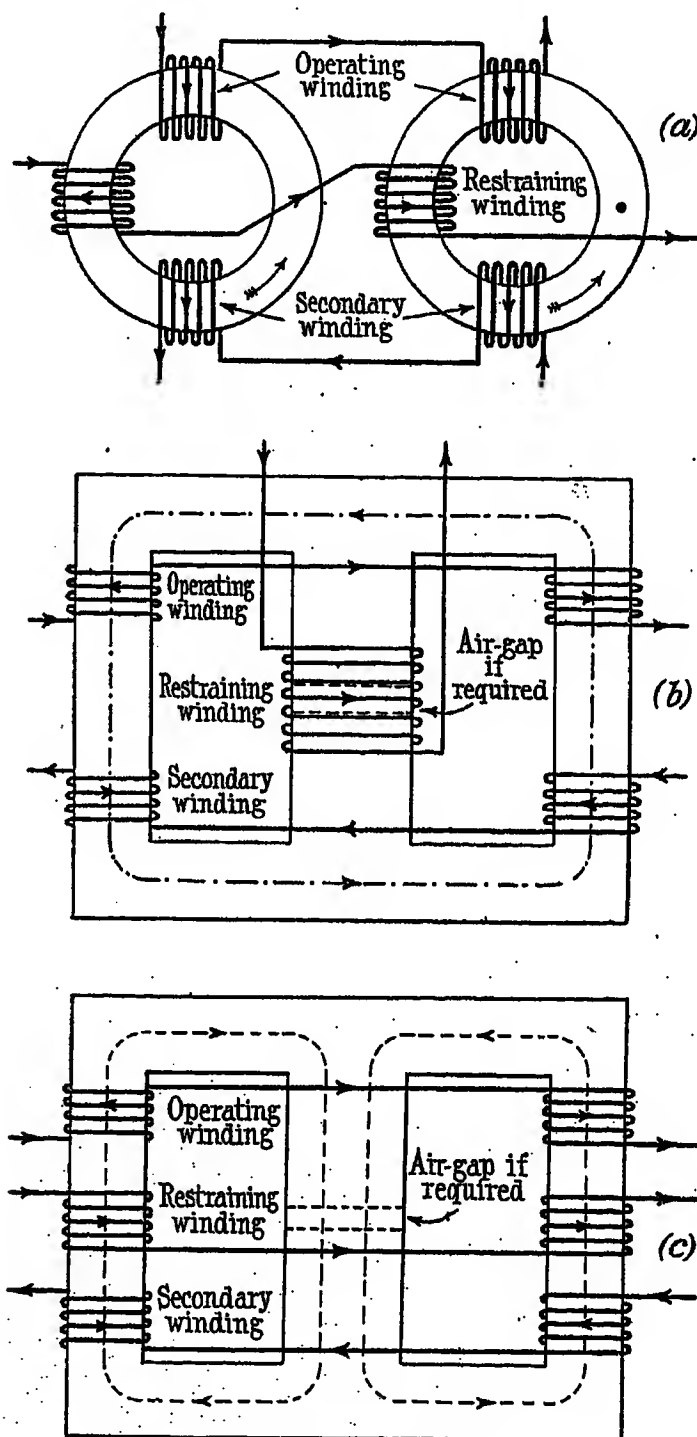 Operating
winding
(a)
Restraining
winding
Secondary
winding
Operating
winding
Air-gap
if
required
Restraining
winding
(b)
Secondary
winding
Operating
winding
Restraining
winding
Air-gap if
required
(c)
Secondary
winding